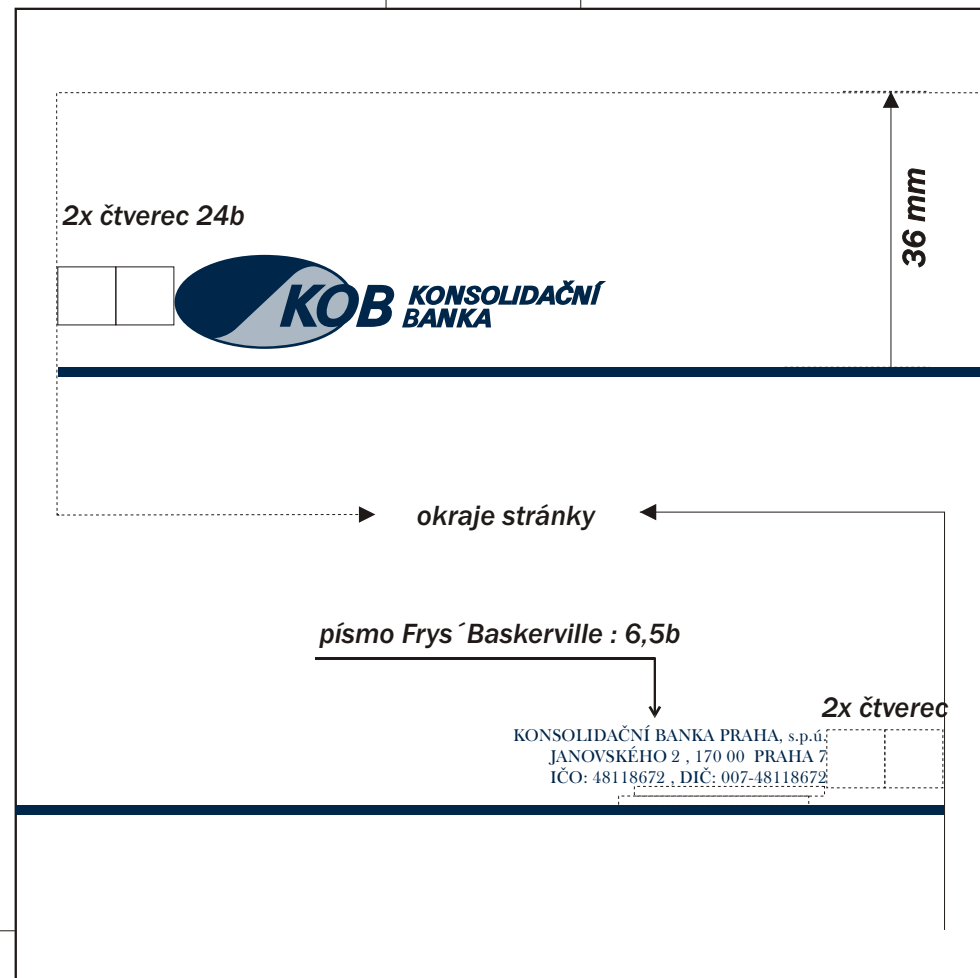 36 mm
2x čtverec 24b
KOB KONSOLIDAČNÍ
BANKA
okraje stránky
písmo Frys´Baskerville : 6,5b
2x čtverec
KONSOLIDAČNÍ BANKA PRAHA, s.p.ú.
JANOVSKÉHO 2 , 170 00 PRAHA 7
IČO: 48118672 , DIČ: 007-48118672